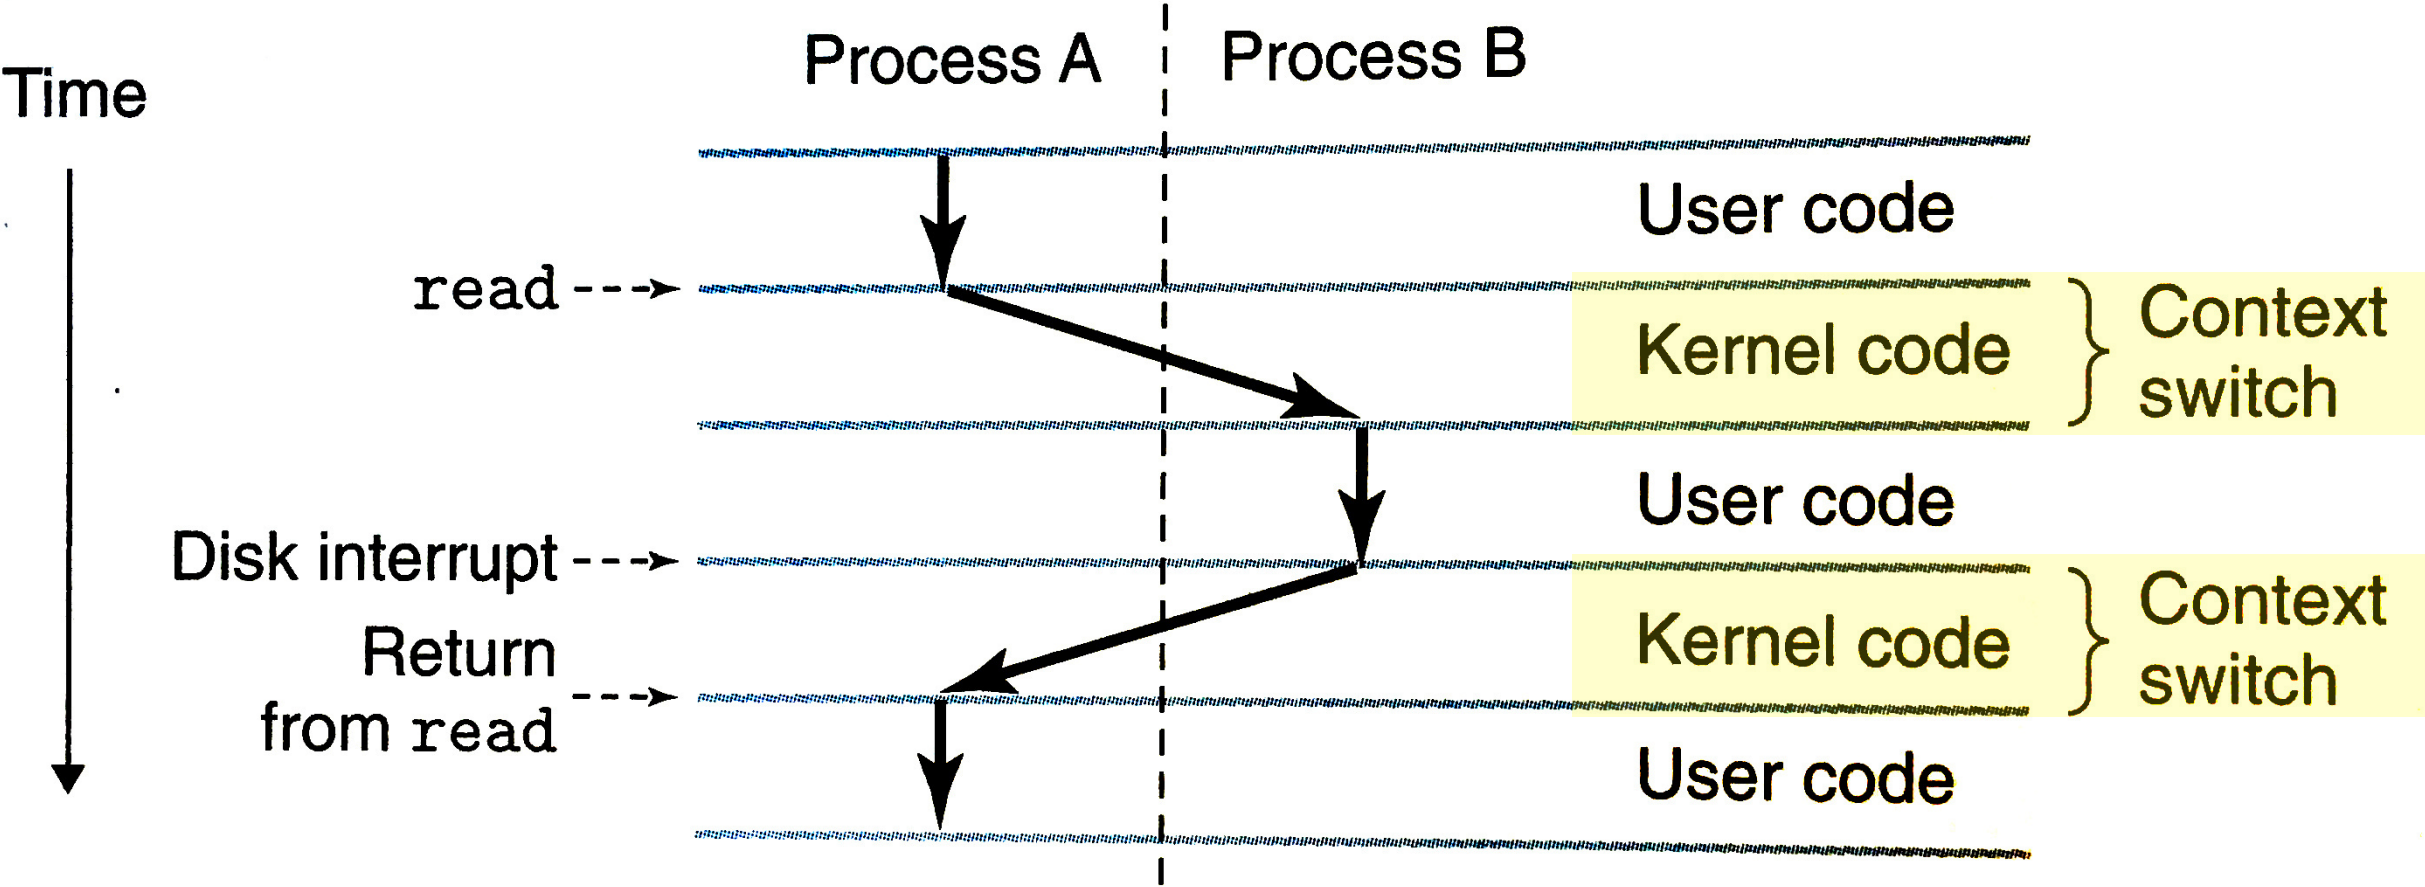 Process A
Process B
Time
User code
read
Kernel code
Context
switch
User code
Disk interrupt
Return
from read
Kernel code
Context
switch
User code